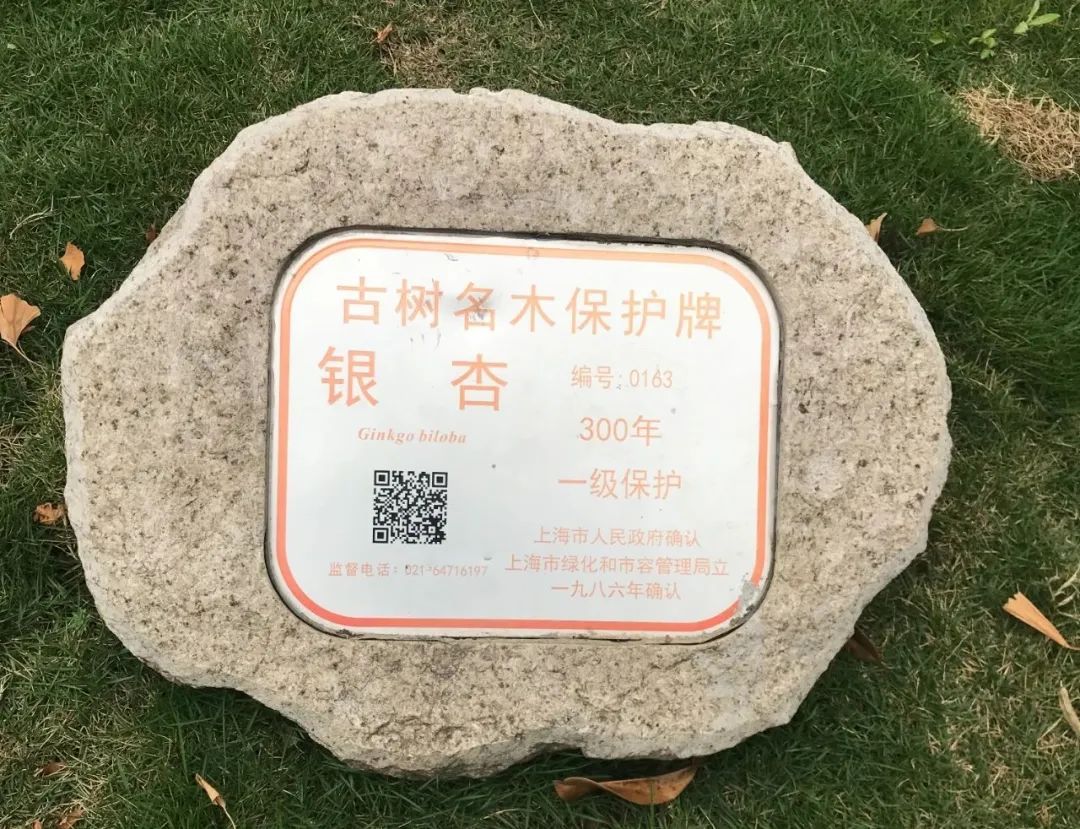 古树名木保护牌
银杏
编号:0163
Ginkgo biloba
300年
一级保护
上海市人民政府确认
监督电话:021-64716197
上海市绿化和市容管理局立
一九八六年确认